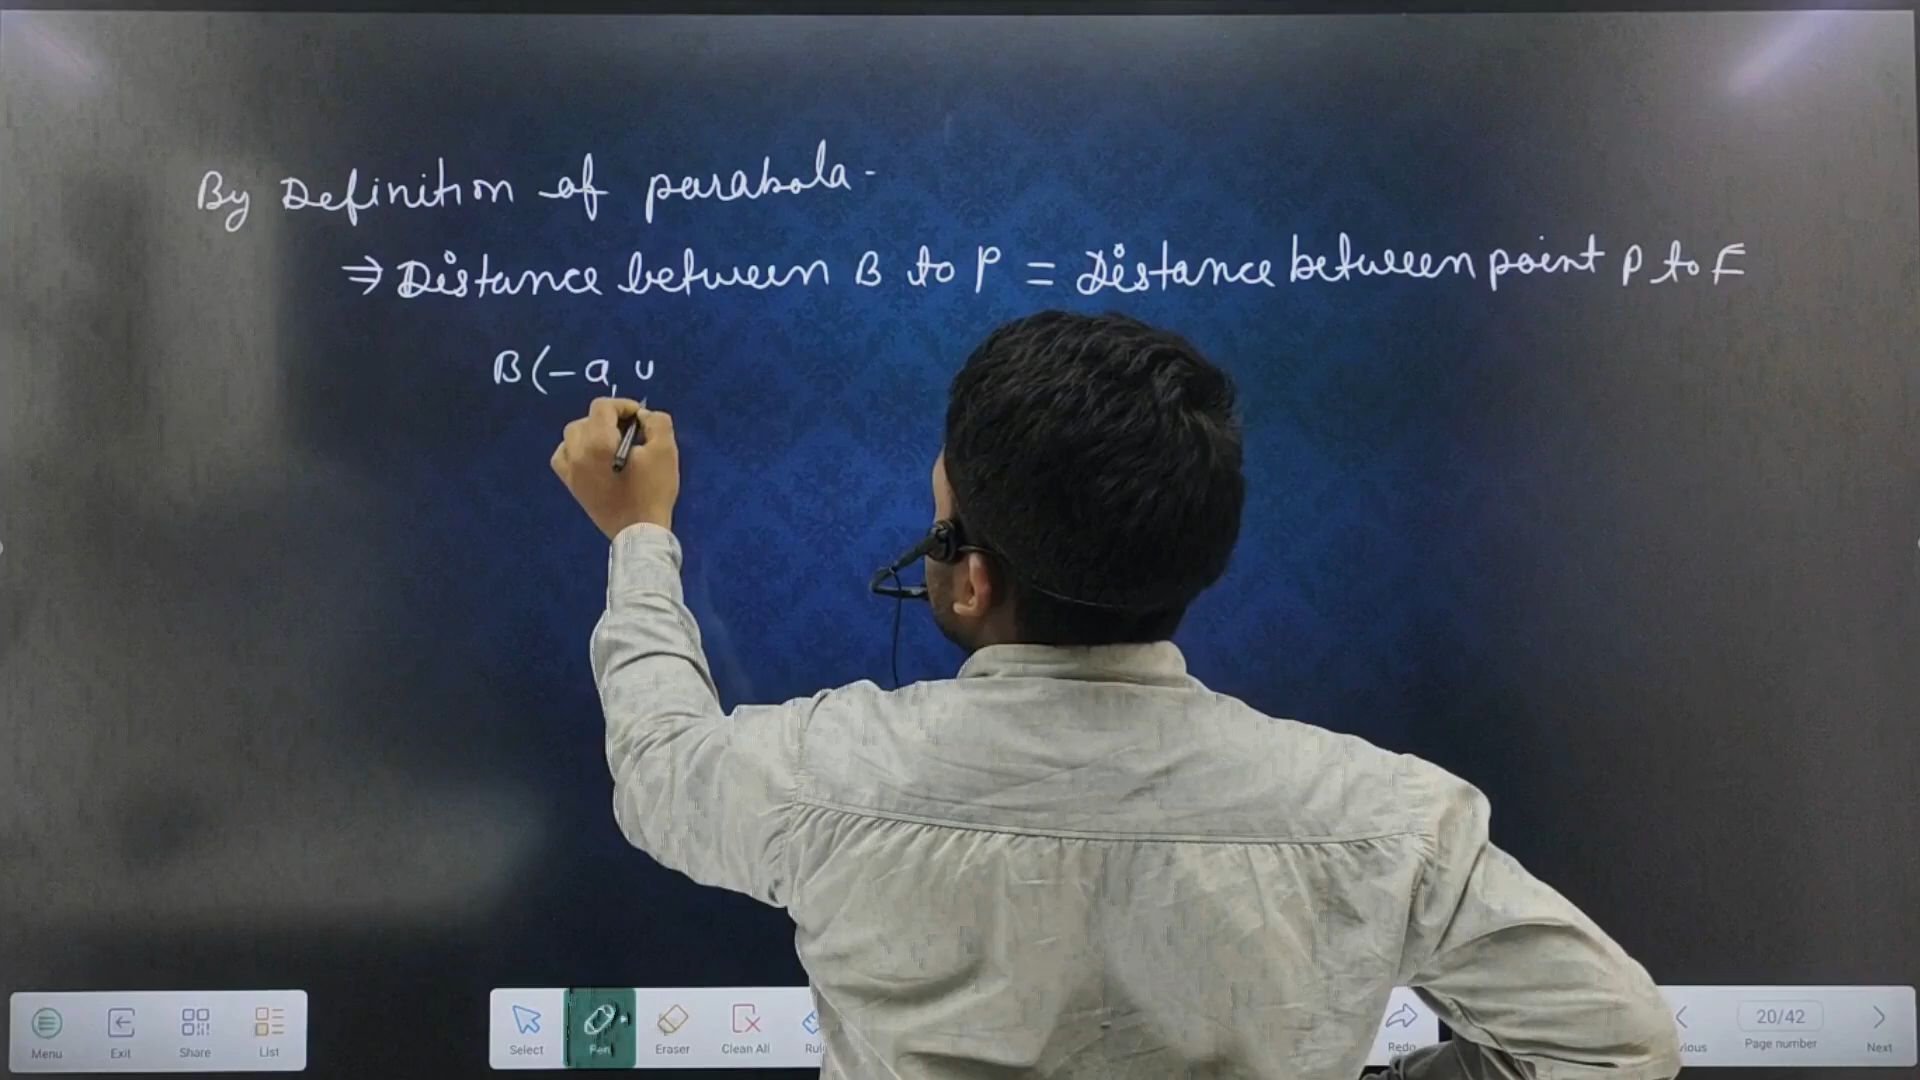 By Definition of parabola-
⇒ Distance between B to P = Distance between point P to F
B(-a,
Menu Exit Share List Select Pen Eraser Clean All Redo 20/42 Page number Next